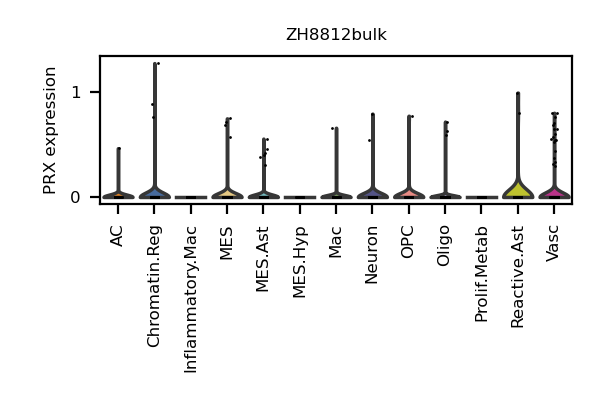 ZH8812bulk
PRX expression
1
0
AC
Chromatin.Reg
Inflammatory.Mac
MES
MES.Ast
MES.Hyp
Mac
Neuron
OPC
Oligo
Prolif.Metab
Reactive.Ast
Vasc